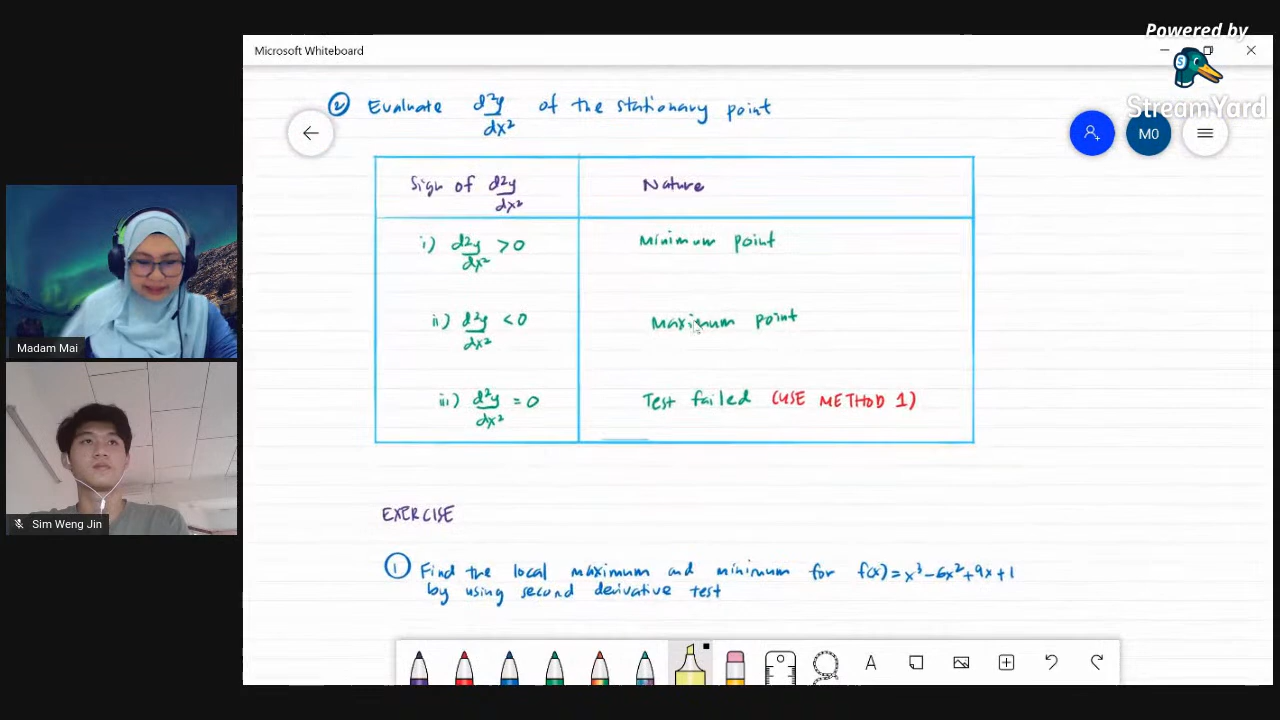 Powered by
StreamYard
Microsoft Whiteboard
② Evaluate d²y/dx² of the stationary point
M0
Sign of d²y/dx² Nature
i) d²y/dx² > 0 Minimum point
ii) d²y/dx² < 0 Maximum point
iii) d²y/dx² = 0 Test failed (USE METHOD 1)
EXERCISE
① Find the local maximum and minimum for f(x) = x³ - 6x² + 9x + 1
by using second derivative test
Madam Mai
Sim Weng Jin
A